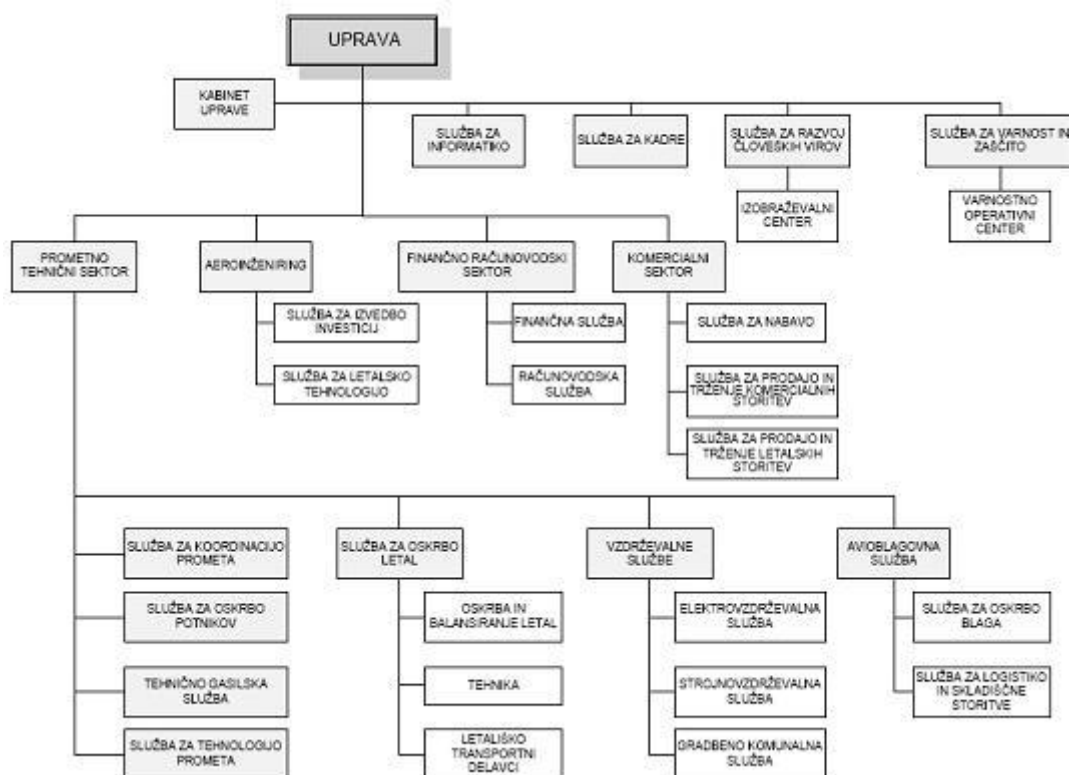 UPRAVA
KABINET
UPRAVE
SLUŽBA ZA
INFORMATIKO
SLUŽBA ZA KADRE
SLUŽBA ZA RAZVOJ
ČLOVEŠKIH VIROV
SLUŽBA ZA VARNOST IN
ZAŠČITO
IZOBRAŽEVALNI
CENTER
VARNOSTNO
OPERATIVNI
CENTER
PROMETNO
TEHNIČNI SEKTOR
AEROINŽENIRING
FINANČNO RAČUNOVODSKI
SEKTOR
KOMERCIALNI
SEKTOR
SLUŽBA ZA IZVEDBO
INVESTICIJ
FINANČNA SLUŽBA
SLUŽBA ZA NABAVO
SLUŽBA ZA LETALSKO
TEHNOLOGIJO
RAČUNOVODSKA
SLUŽBA
SLUŽBA ZA PRODAJO IN
TRŽENJE KOMERCIALNIH
STORITEV
SLUŽBA ZA PRODAJO IN
TRŽENJE LETALSKIH
STORITEV
SLUŽBA ZA KOORDINACIJO
PROMETA
SLUŽBA ZA OSKRBO
LETAL
VZDRŽEVALNE
SLUŽBE
AVIOBLAGOVNA
SLUŽBA
SLUŽBA ZA OSKRBO
POTNIKOV
OSKRBA IN
BALANSIRANJE LETAL
ELEKTROVZDRŽEVALNA
SLUŽBA
SLUŽBA ZA OSKRBO
BLAGA
TEHNIČNO GASILSKA
SLUŽBA
TEHNIKA
STROJNOVZDRŽEVALNA
SLUŽBA
SLUŽBA ZA LOGISTIKO
IN SKLADIŠČNE
STORITVE
SLUŽBA ZA TEHNOLOGIJO
PROMETA
LETALIŠKO
TRANSPORTNI
DELAVCI
GRADBENO KOMUNALNA
SLUŽBA